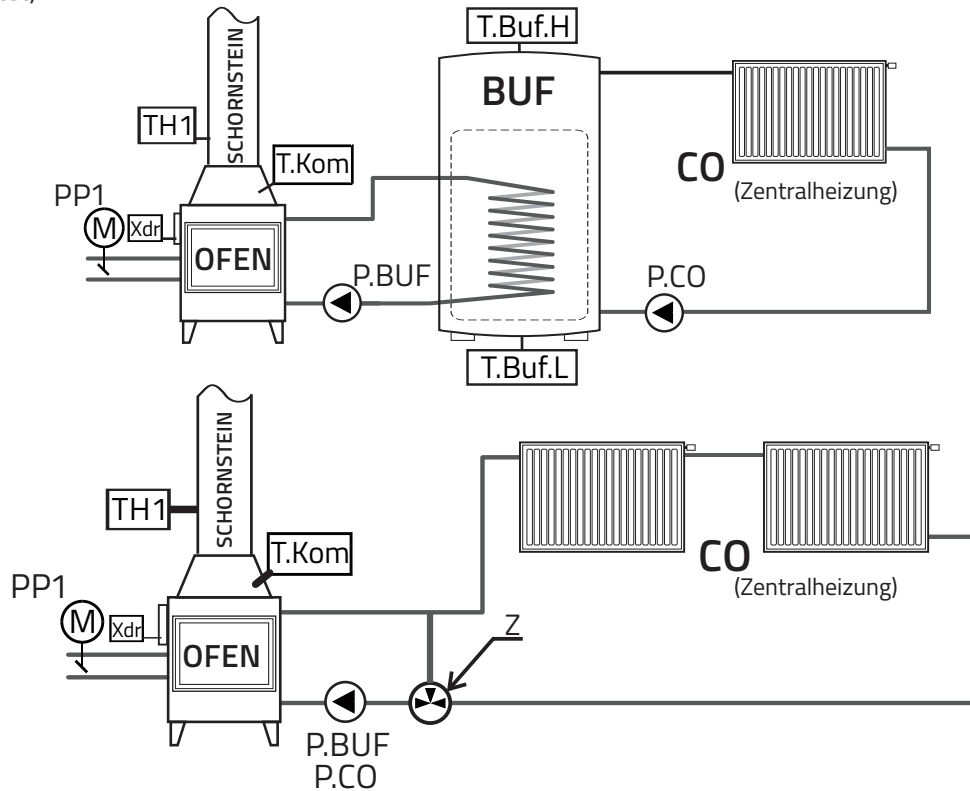 T.Buf.H
SCHORNSTEIN
BUF
TH1
T.Kom
CO
(Zentralheizung)
PP1
M
Xdr
OFEN
P.BUF
P.CO
T.Buf.L
SCHORNSTEIN
TH1
T.Kom
CO
(Zentralheizung)
PP1
M
Xdr
Z
OFEN
P.BUF
P.CO